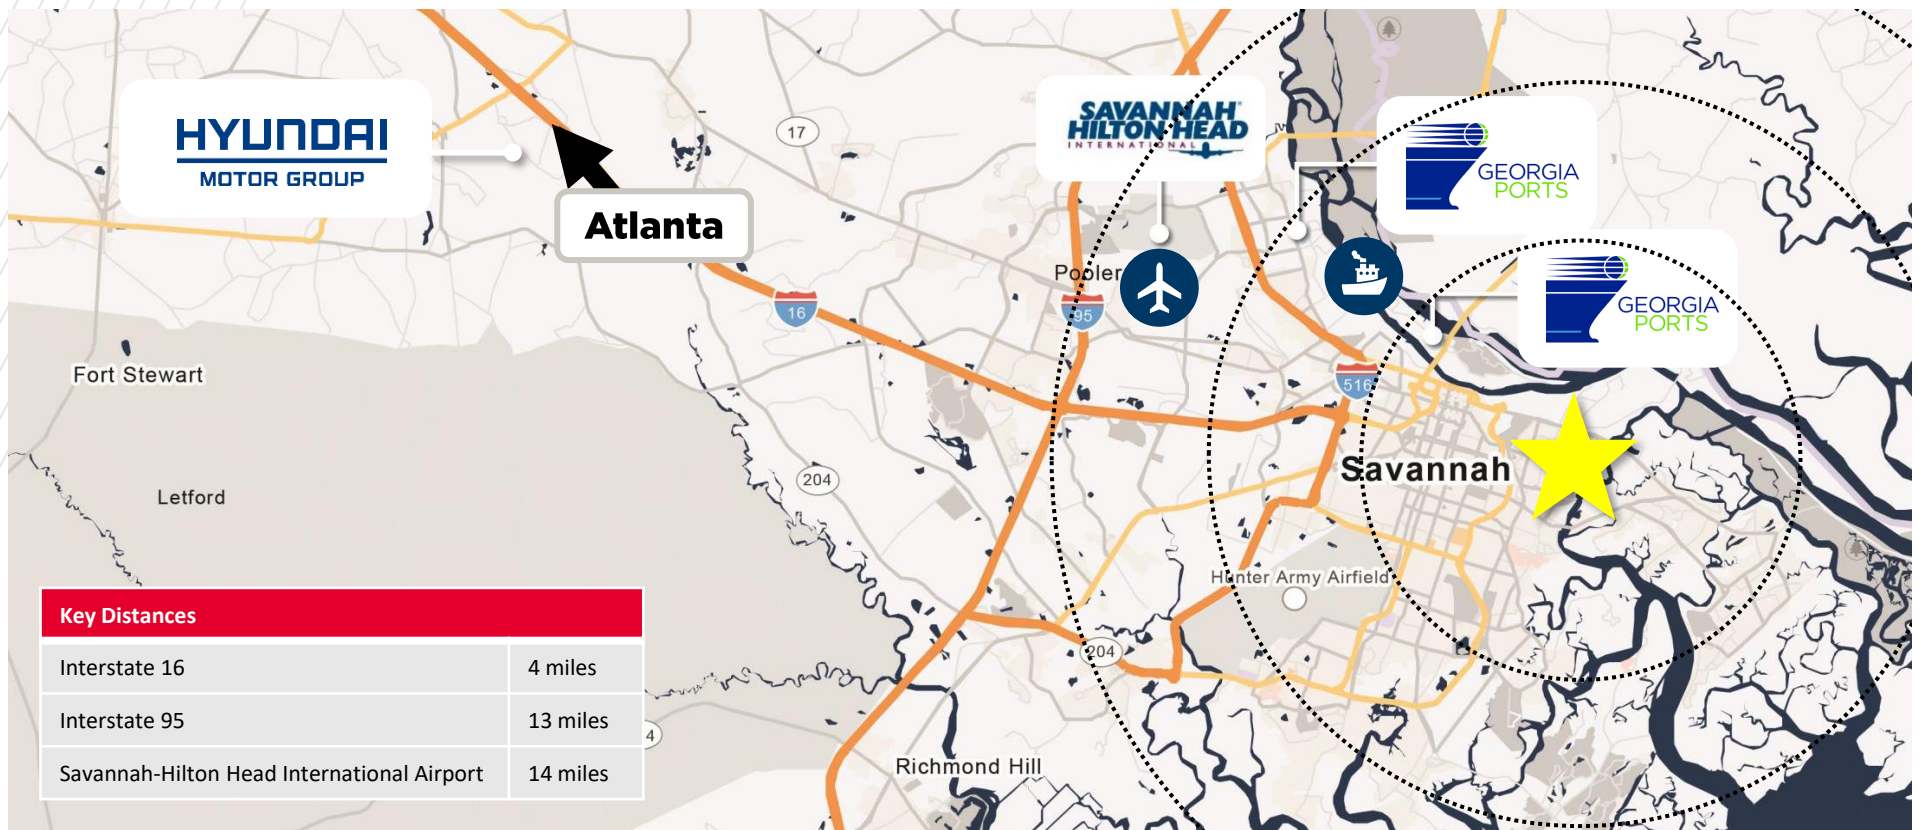 HYUNDAI
MOTOR GROUP
17
SAVANNAH
HILTON HEAD
INTERNATIONAL
GEORGIA
PORTS
Atlanta
Pooler
GEORGIA
PORTS
16
95
Fort Stewart
516
Savannah
204
Letford
Hunter Army Airfield
Key Distances
204
Interstate 16 4 miles
Interstate 95 13 miles
4
Richmond Hill
Savannah-Hilton Head International Airport 14 miles